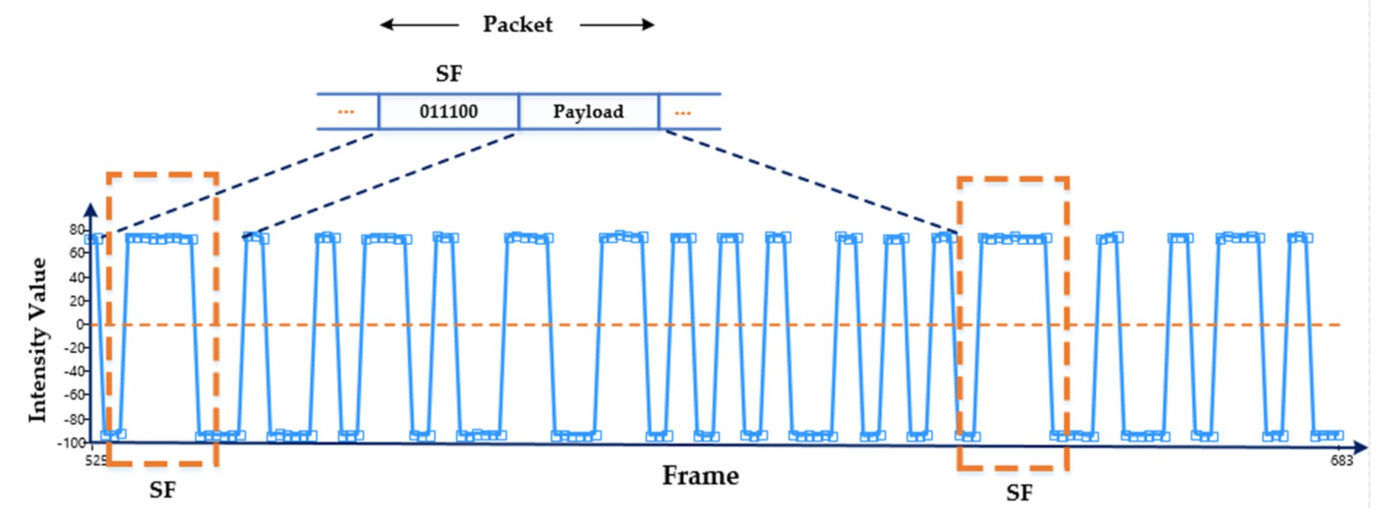 Packet
SF
... 011100 Payload ...
80
60
40
20
0
-20
-40
-60
-80
-100
Intensity Value
525
683
Frame
SF
SF